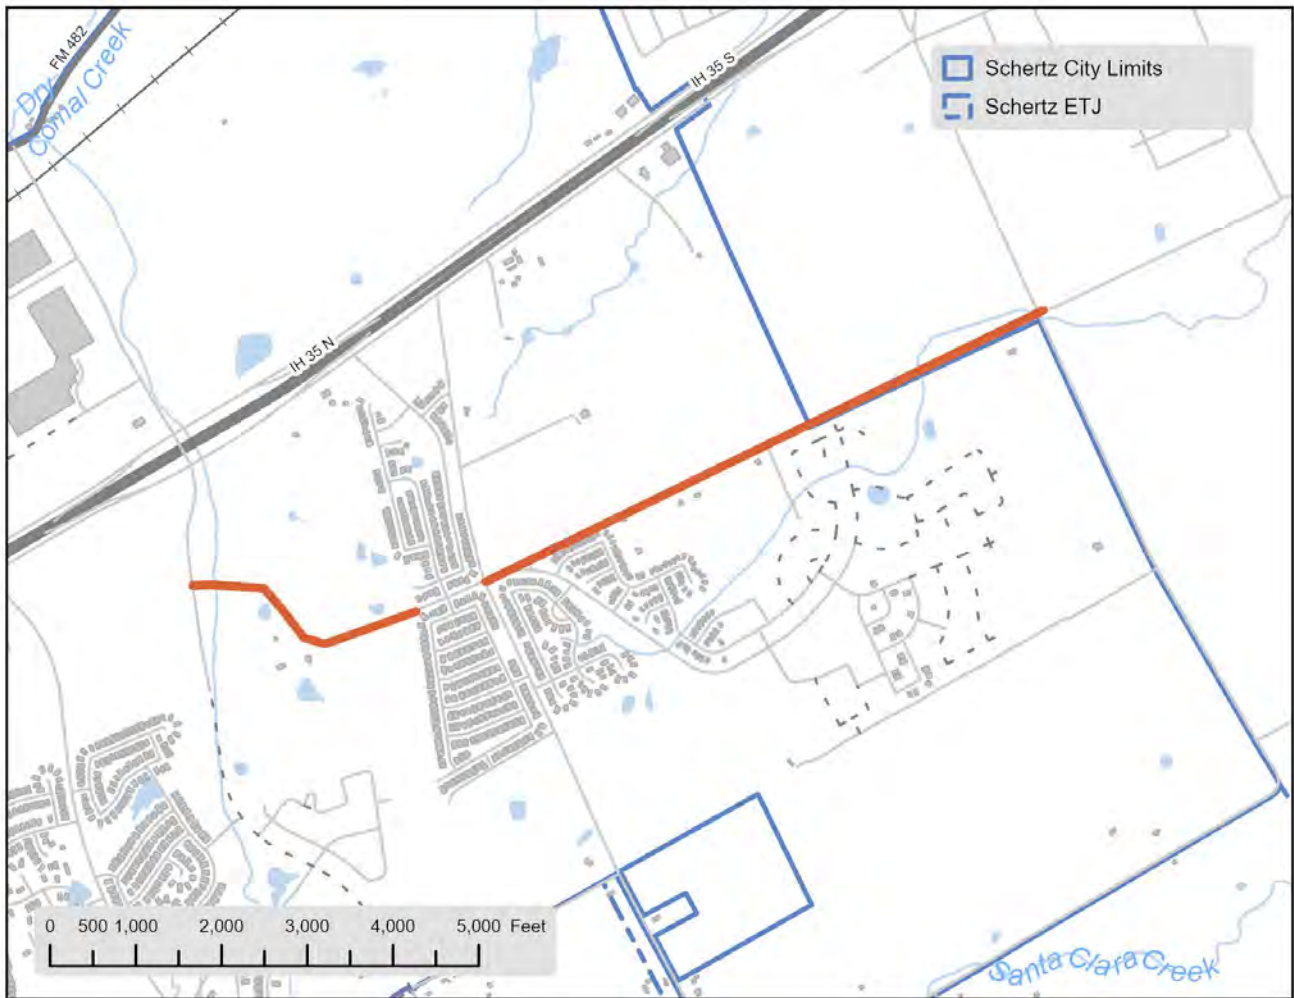 FM 482
Dry
Comal Creek
IH 35 S
Schertz City Limits
Schertz ETJ
IH 35 N
0 500 1,000 2,000 3,000 4,000 5,000 Feet
Santa Clara Creek